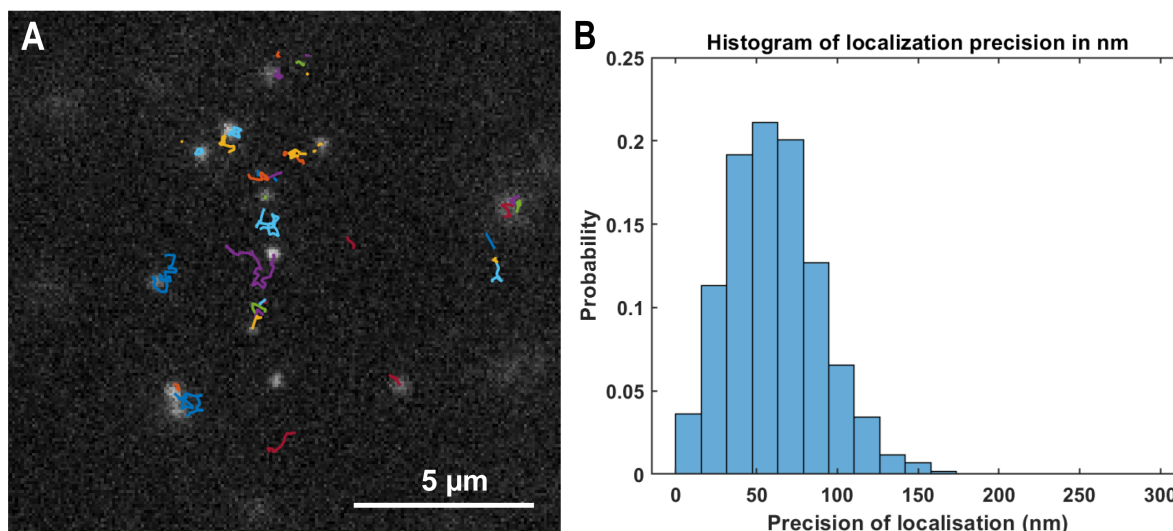 A
5 µm
B
Histogram of localization precision in nm
0.25
0.2
0.15
0.1
0.05
0
Probability
0 50 100 150 200 250 300
Precision of localisation (nm)